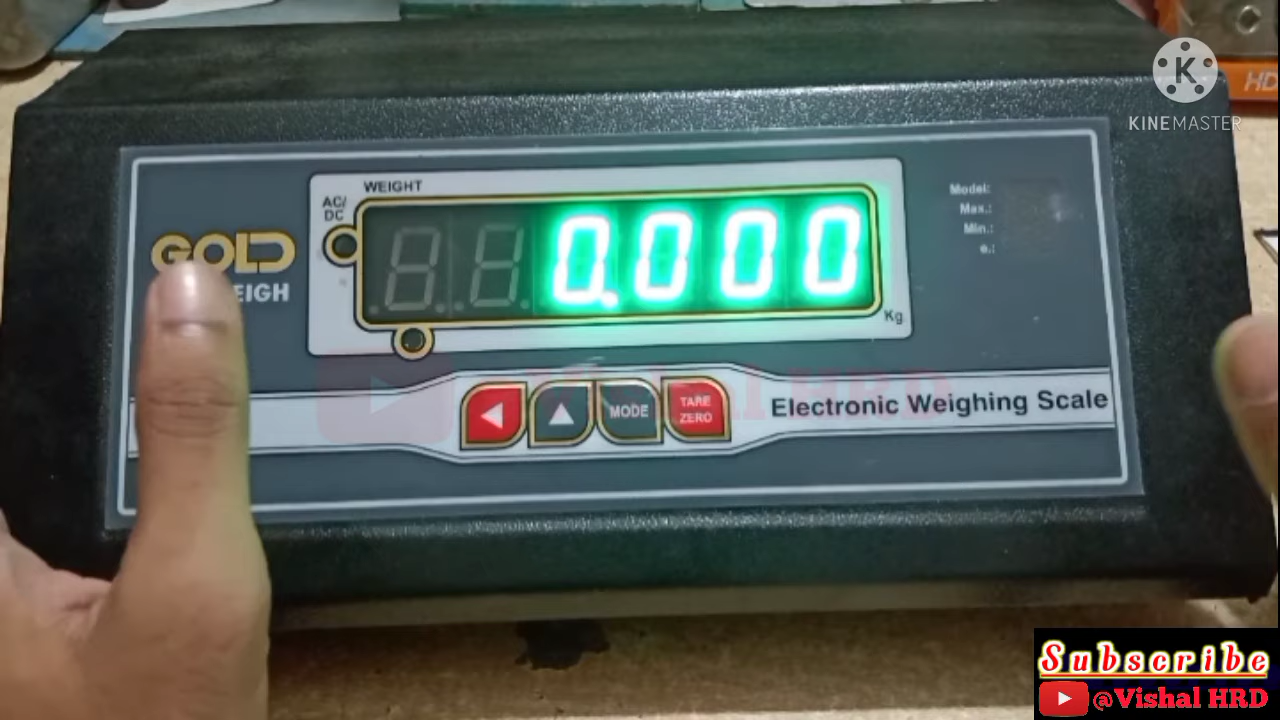 KINEMASTER
HD
WEIGHT
AC/
DC
GOLD
EIGH
0.000
Kg
Model:
Max.:
Min.:
e.:
MODE
TARE
ZERO
Electronic Weighing Scale
Subscribe
@Vishal HRD